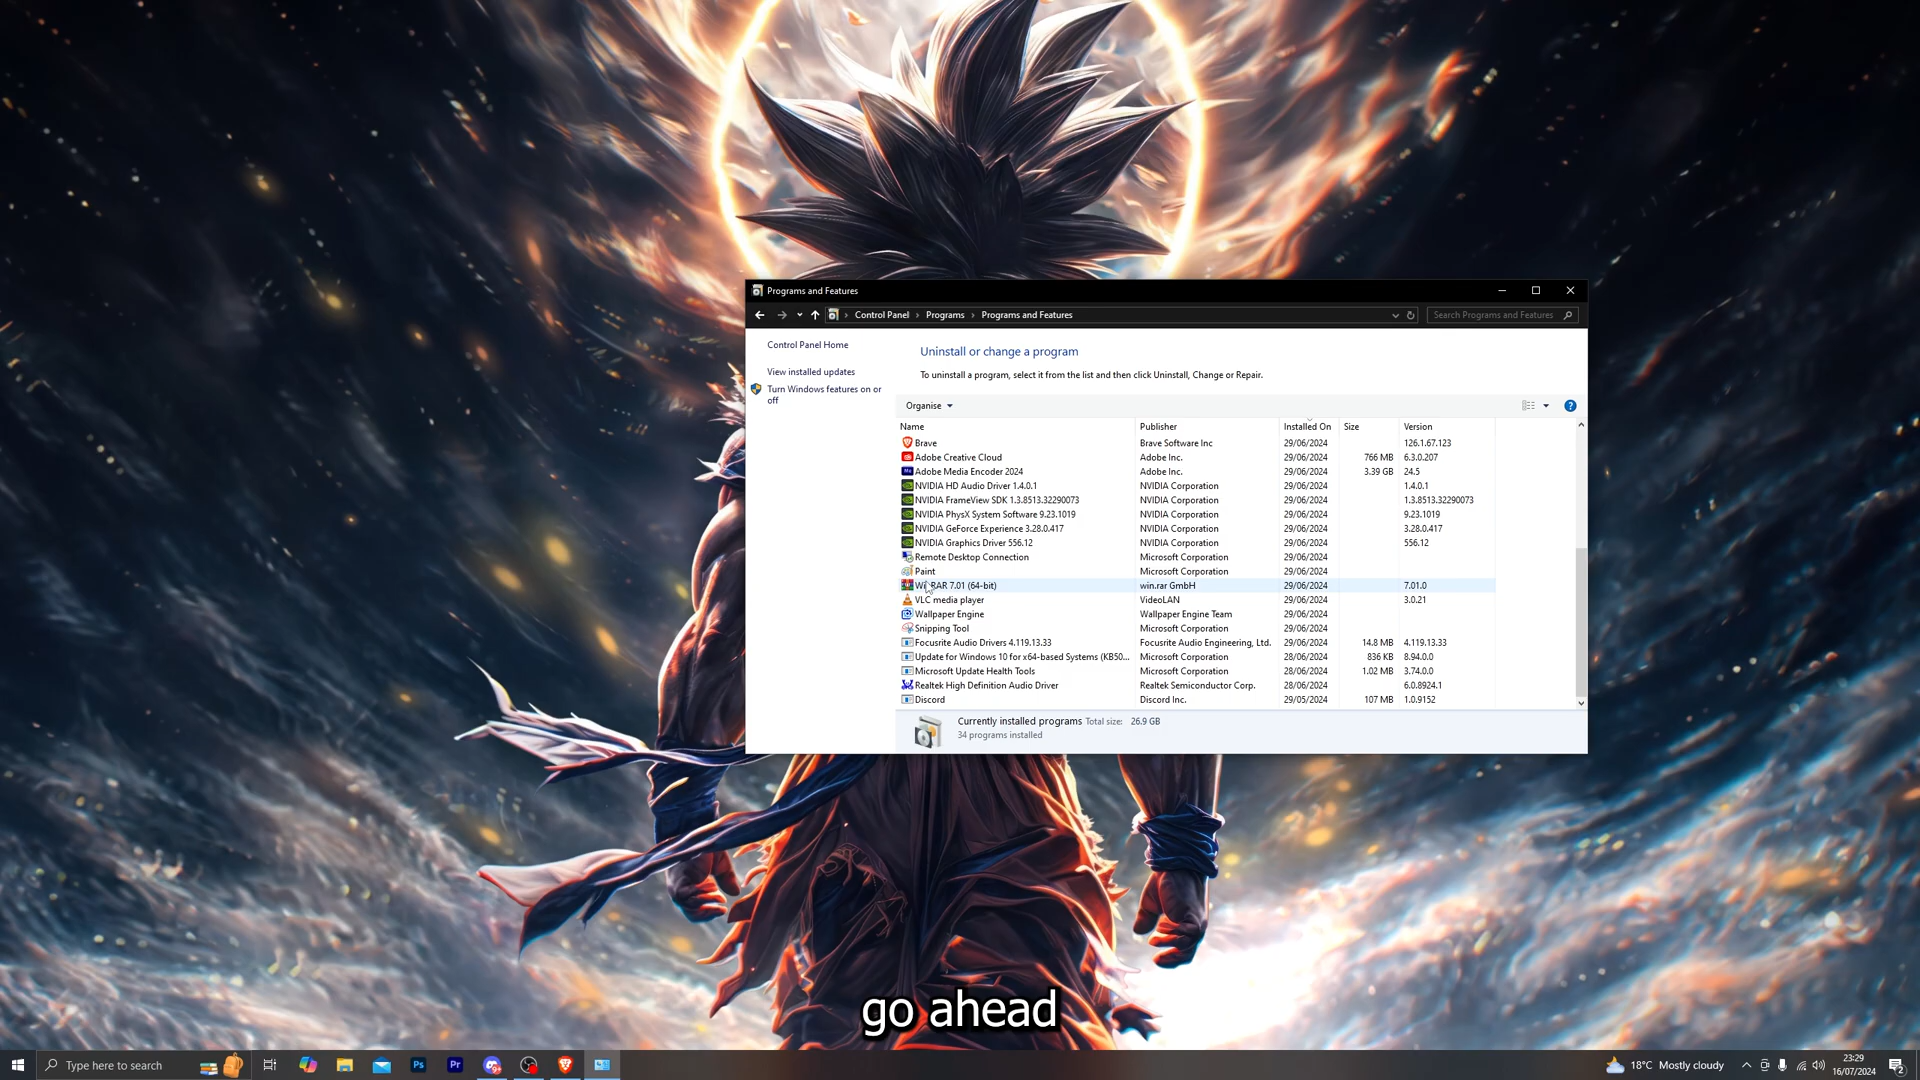 Programs and Features
Control Panel > Programs > Programs and Features
Search Programs and Features
Control Panel Home
View installed updates
Turn Windows features on or off
Uninstall or change a program
To uninstall a program, select it from the list and then click Uninstall, Change or Repair.
Organise
Name Publisher Installed On Size Version
Brave Brave Software Inc 29/06/2024 126.1.67.123
Adobe Creative Cloud Adobe Inc. 29/06/2024 766 MB 6.3.0.207
Adobe Media Encoder 2024 Adobe Inc. 29/06/2024 3.39 GB 24.5
NVIDIA HD Audio Driver 1.4.0.1 NVIDIA Corporation 29/06/2024 1.4.0.1
NVIDIA FrameView SDK 1.3.8513.32290073 NVIDIA Corporation 29/06/2024 1.3.8513.32290073
NVIDIA PhysX System Software 9.23.1019 NVIDIA Corporation 29/06/2024 9.23.1019
NVIDIA GeForce Experience 3.28.0.417 NVIDIA Corporation 29/06/2024 3.28.0.417
NVIDIA Graphics Driver 556.12 NVIDIA Corporation 29/06/2024 556.12
Remote Desktop Connection Microsoft Corporation 29/06/2024
Paint Microsoft Corporation 29/06/2024
WinRAR 7.01 (64-bit) win.rar GmbH 29/06/2024 7.01.0
VLC media player VideoLAN 29/06/2024 3.0.21
Wallpaper Engine Wallpaper Engine Team 29/06/2024
Snipping Tool Microsoft Corporation 29/06/2024
Focusrite Audio Drivers 4.119.13.33 Focusrite Audio Engineering, Ltd. 29/06/2024 14.8 MB 4.119.13.33
Update for Windows 10 for x64-based Systems (KB50... Microsoft Corporation 28/06/2024 836 KB 8.94.0.0
Microsoft Update Health Tools Microsoft Corporation 28/06/2024 1.02 MB 3.74.0.0
Realtek High Definition Audio Driver Realtek Semiconductor Corp. 28/06/2024 6.0.8924.1
Discord Discord Inc. 29/05/2024 107 MB 1.0.9152
Currently installed programs Total size: 26.9 GB
34 programs installed
go ahead
Type here to search
Ps
Pr
18°C Mostly cloudy
23:29
16/07/2024
2